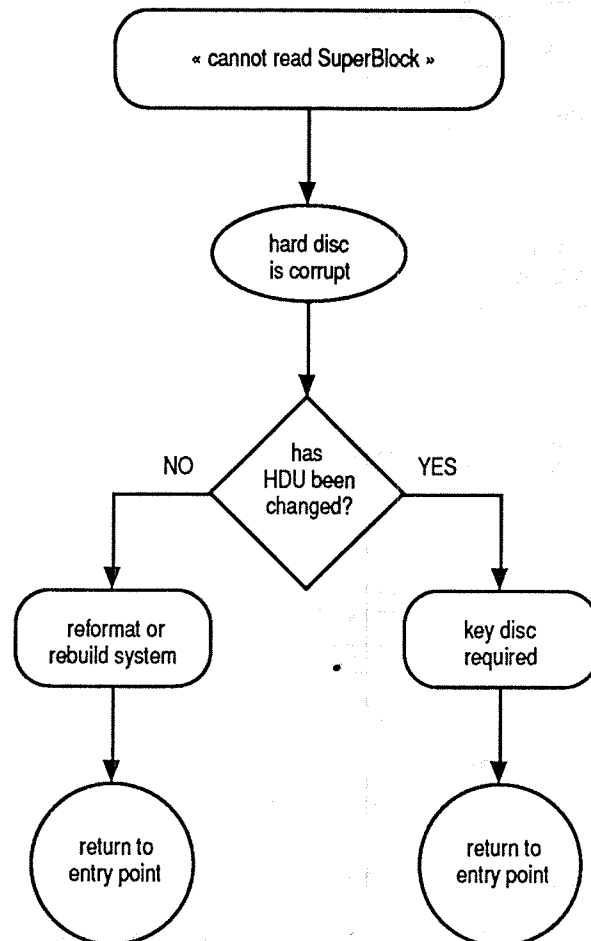 « cannot read SuperBlock »
hard disc
is corrupt
has
HDU been
changed?
NO
YES
reformat or
rebuild system
key disc
required
return to
entry point
return to
entry point